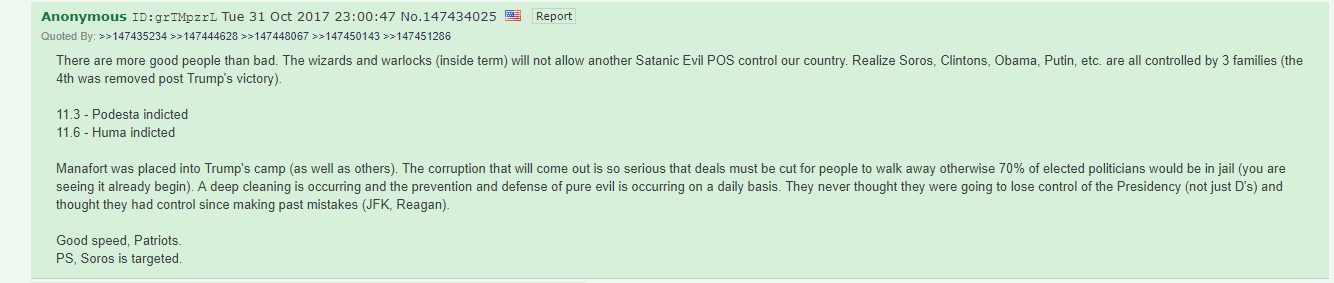 Anonymous ID:grTMpzrL Tue 31 Oct 2017 23:00:47 No.147434025 Report
Quoted By: >>147435234 >>147444628 >>147448067 >>147450143 >>147451286
There are more good people than bad. The wizards and warlocks (inside term) will not allow another Satanic Evil POS control our country. Realize Soros, Clintons, Obama, Putin, etc. are all controlled by 3 families (the
4th was removed post Trump's victory).
11.3 - Podesta indicted
11.6 - Huma indicted
Manafort was placed into Trump's camp (as well as others). The corruption that will come out is so serious that deals must be cut for people to walk away otherwise 70% of elected politicians would be in jail (you are
seeing it already begin). A deep cleaning is occurring and the prevention and defense of pure evil is occurring on a daily basis. They never thought they were going to lose control of the Presidency (not just D's) and
thought they had control since making past mistakes (JFK, Reagan).
Good speed, Patriots.
PS, Soros is targeted.